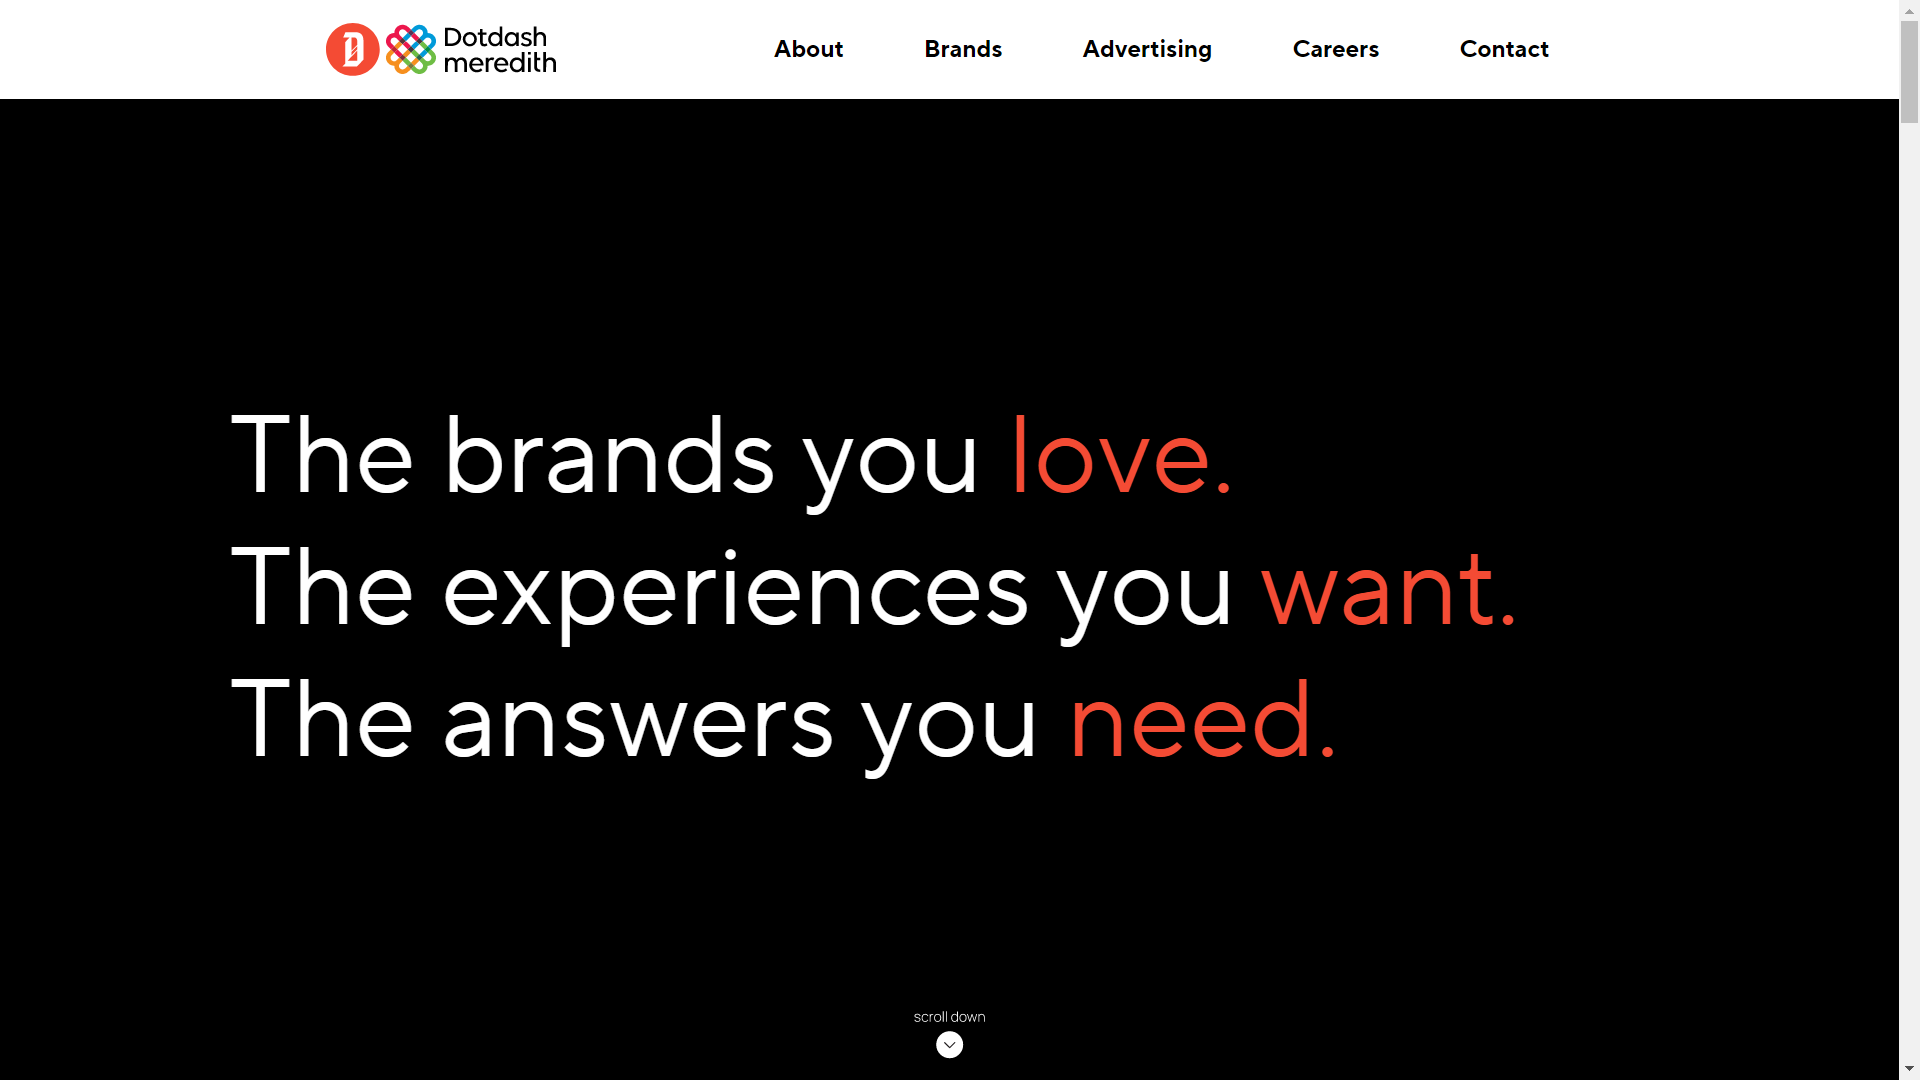 D Dotdash
meredith
About Brands Advertising Careers Contact
The brands you love.
The experiences you want.
The answers you need.
scroll down